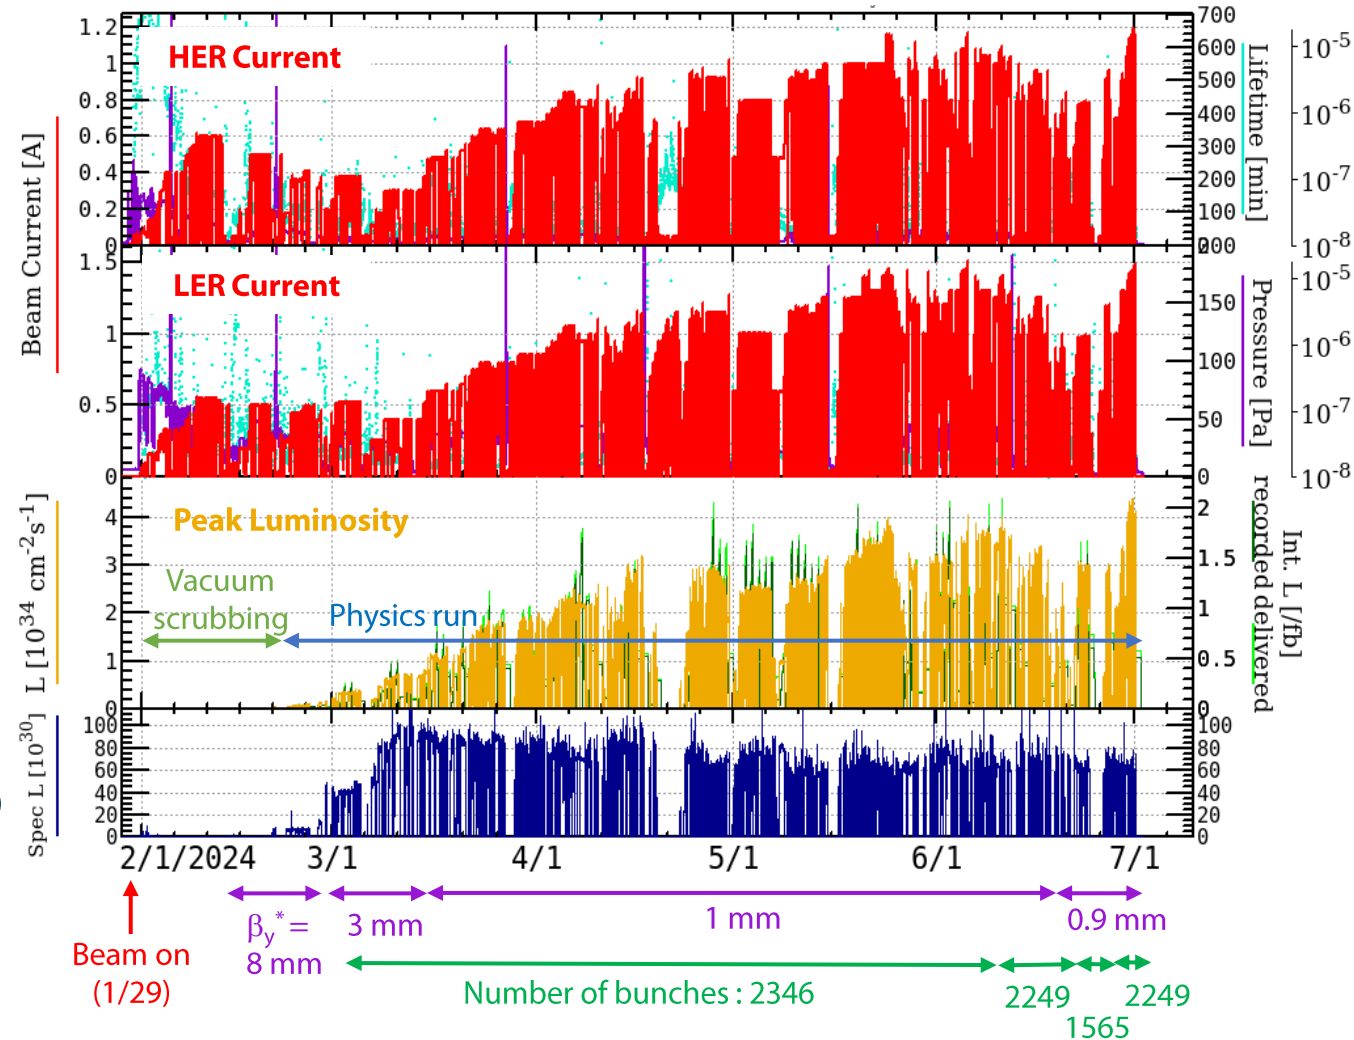 HER Current
1.2
1
0.8
0.6
0.4
0.2
0
700
600
500
400
300
200
100
000
Lifetime [min]
10-5
10-6
10-7
10-8
Beam Current [A]
LER Current
1.5
1
0.5
0
200
150
100
50
0
Pressure [Pa]
10-5
10-6
10-7
10-8
L [1034 cm-2s-1]
Peak Luminosity
Vacuum
scrubbing
Physics run
4
3
2
1
0
2
1.5
1
0.5
0
Int. L [/fb]
recorded delivered
Spec L [1030]
100
80
60
40
20
0
100
80
60
40
20
0
2/1/2024 3/1 4/1 5/1 6/1 7/1
βy* =
8 mm
3 mm
1 mm
0.9 mm
Beam on
(1/29)
Number of bunches : 2346
2249
1565
2249